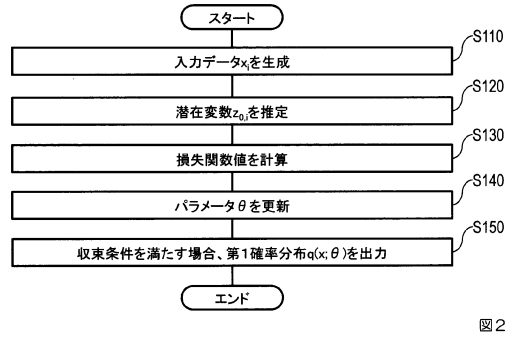 スタート
S110
入力データxiを生成
S120
潜在変数z0,iを推定
S130
損失関数値を計算
S140
パラメータθを更新
S150
収束条件を満たす場合、第1確率分布q(x;θ)を出力
エンド
図2